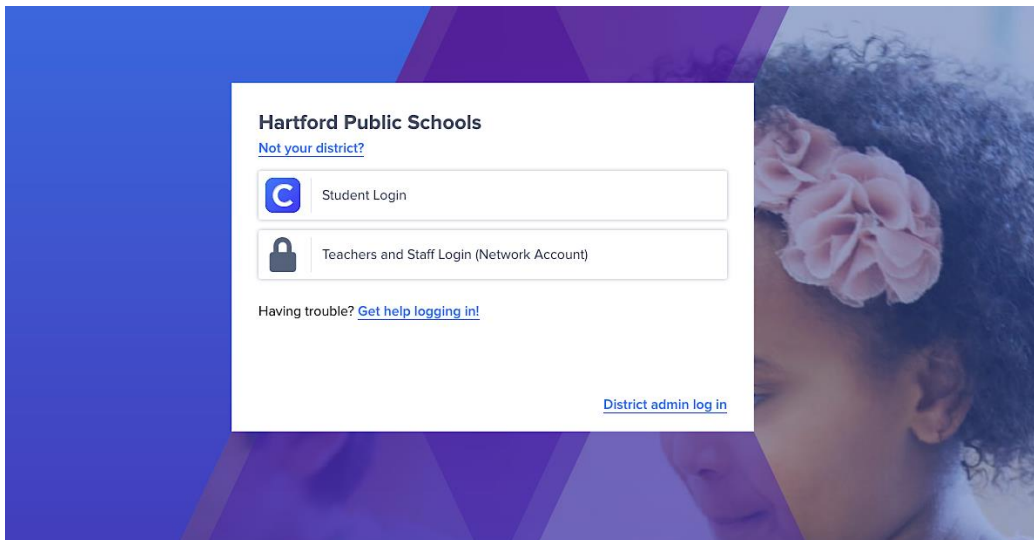 Hartford Public Schools
Not your district?
C
Student Login
Teachers and Staff Login (Network Account)
Having trouble? Get help logging in!
District admin log in